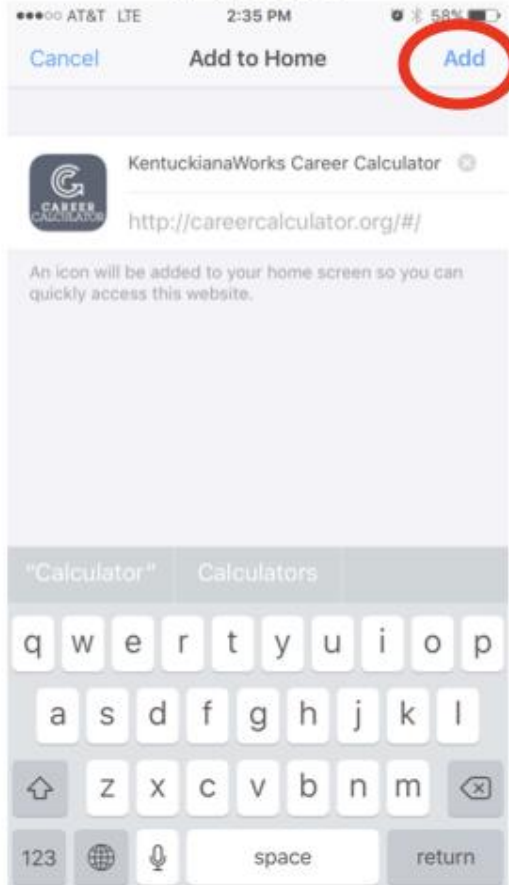 AT&T LTE 2:35 PM 58%
Cancel Add to Home Add
KentuckianaWorks Career Calculator
CAREER
CALCULATOR
http://careercalculator.org/#/
An icon will be added to your home screen so you can
quickly access this website.
"Calculator" Calculators
q w e r t y u i o p
a s d f g h j k l
z x c v b n m
123 space return